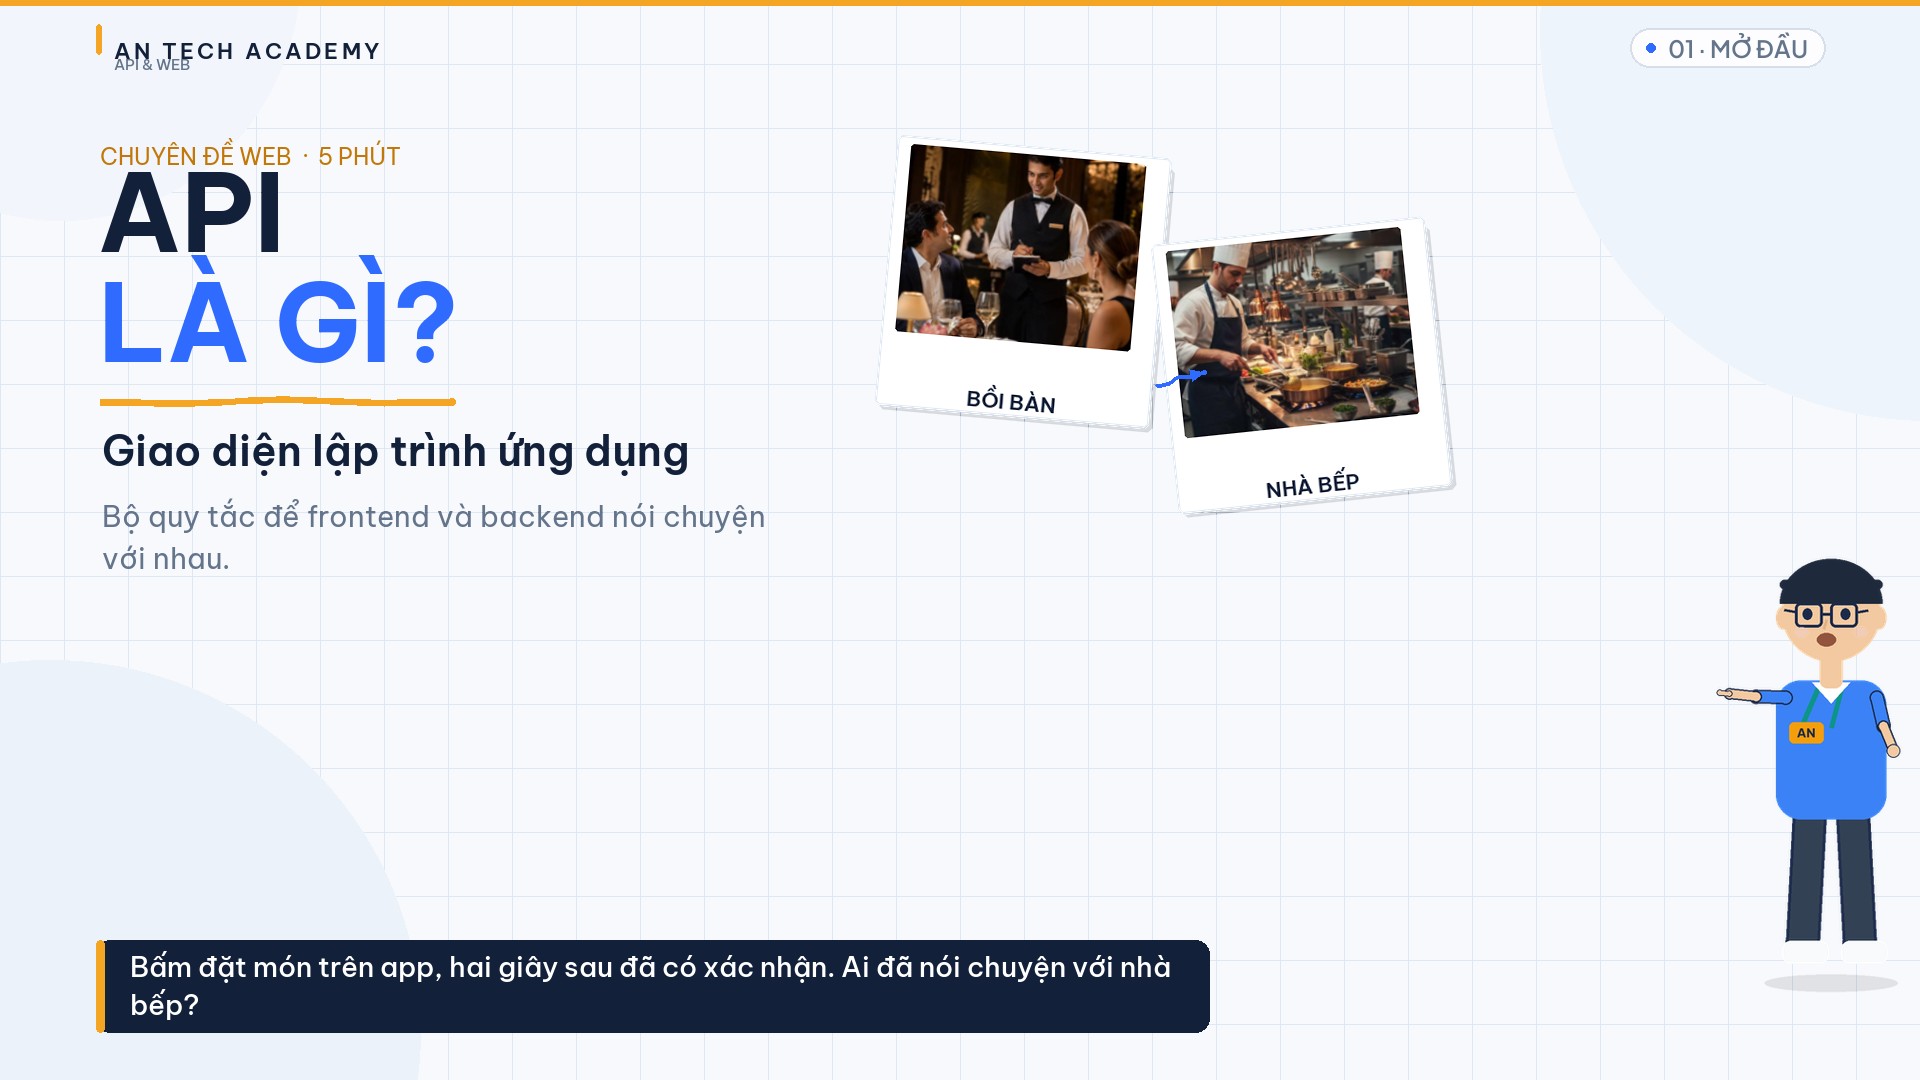 AN TECH ACADEMY
API & WEB
01 · MỞ ĐẦU
CHUYÊN ĐỀ WEB · 5 PHÚT
API
LÀ GÌ?
Giao diện lập trình ứng dụng
Bộ quy tắc để frontend và backend nói chuyện
với nhau.
BỒI BÀN
NHÀ BẾP
AN
Bấm đặt món trên app, hai giây sau đã có xác nhận. Ai đã nói chuyện với nhà
bếp?